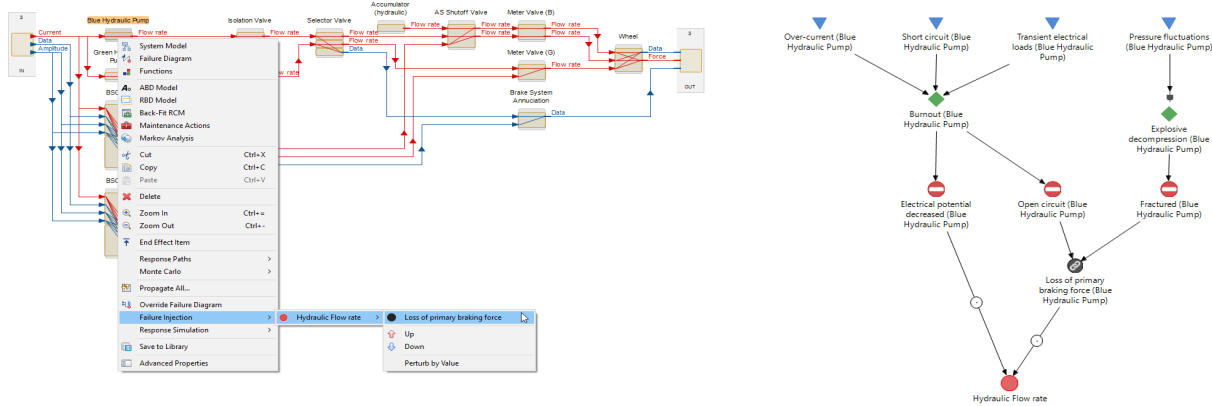 3
Current
Data
Amplitude
IN
Blue Hydraulic Pump
Flow rate
Isolation Valve
Flow rate
Selector Valve
Flow rate
Flow rate
Data
Accumulator
(hydraulic)
Flow rate
AS Shutoff Valve
Flow rate
Meter Valve (B)
Flow rate
Meter Valve (G)
Flow rate
Brake System
Annuciation
Data
Wheel
Data
Force
3
OUT
Green H
Pu
w rate
BSC
BSC
System Model
Failure Diagram
Functions
ABD Model
RBD Model
Back-Fit RCM
Maintenance Actions
Markov Analysis
Cut Ctrl+X
Copy Ctrl+C
Paste Ctrl+V
Delete
Zoom In Ctrl+=
Zoom Out Ctrl+-
End Effect Item
Response Paths >
Monte Carlo >
Propagate All...
Override Failure Diagram
Failure Injection >
Response Simulation >
Save to Library
Advanced Properties
Hydraulic Flow rate >
Loss of primary braking force
Up
Down
Perturb by Value
Over-current (Blue
Hydraulic Pump)
Short circuit (Blue
Hydraulic Pump)
Transient electrical
loads (Blue Hydraulic
Pump)
Pressure fluctuations
(Blue Hydraulic Pump)
Burnout (Blue
Hydraulic Pump)
Explosive
decompression (Blue
Hydraulic Pump)
Electrical potential
decreased (Blue
Hydraulic Pump)
Open circuit (Blue
Hydraulic Pump)
Fractured (Blue
Hydraulic Pump)
Loss of primary
braking force (Blue
Hydraulic Pump)
-
-
Hydraulic Flow rate